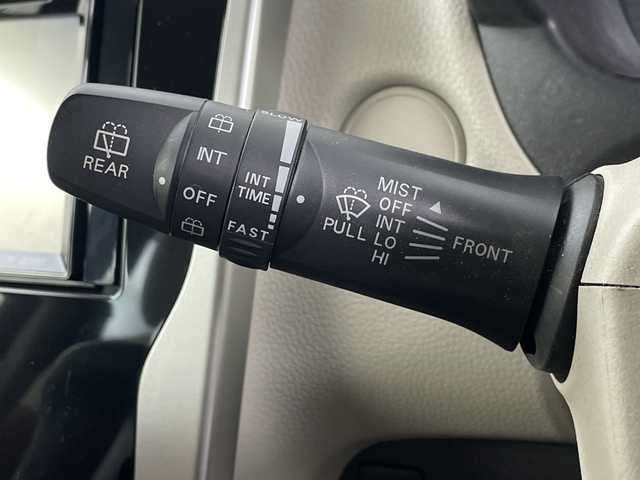 REAR
INT
OFF
SLOW
INT
TIME
FAST
PULL
MIST
OFF
INT
LO
HI
FRONT